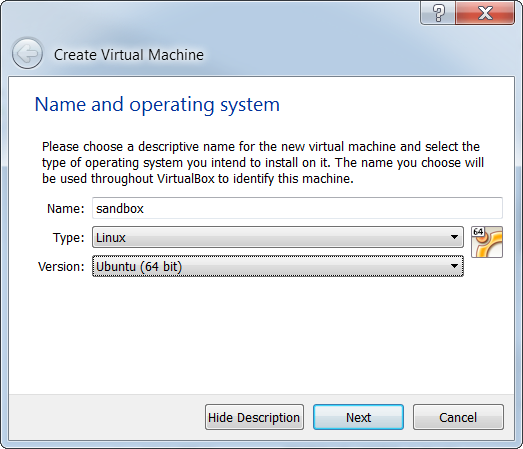 ?
X
Create Virtual Machine
Name and operating system
Please choose a descriptive name for the new virtual machine and select the
type of operating system you intend to install on it. The name you choose will
be used throughout VirtualBox to identify this machine.
Name: sandbox
Type: Linux
64
Version: Ubuntu (64 bit)
Hide Description Next Cancel